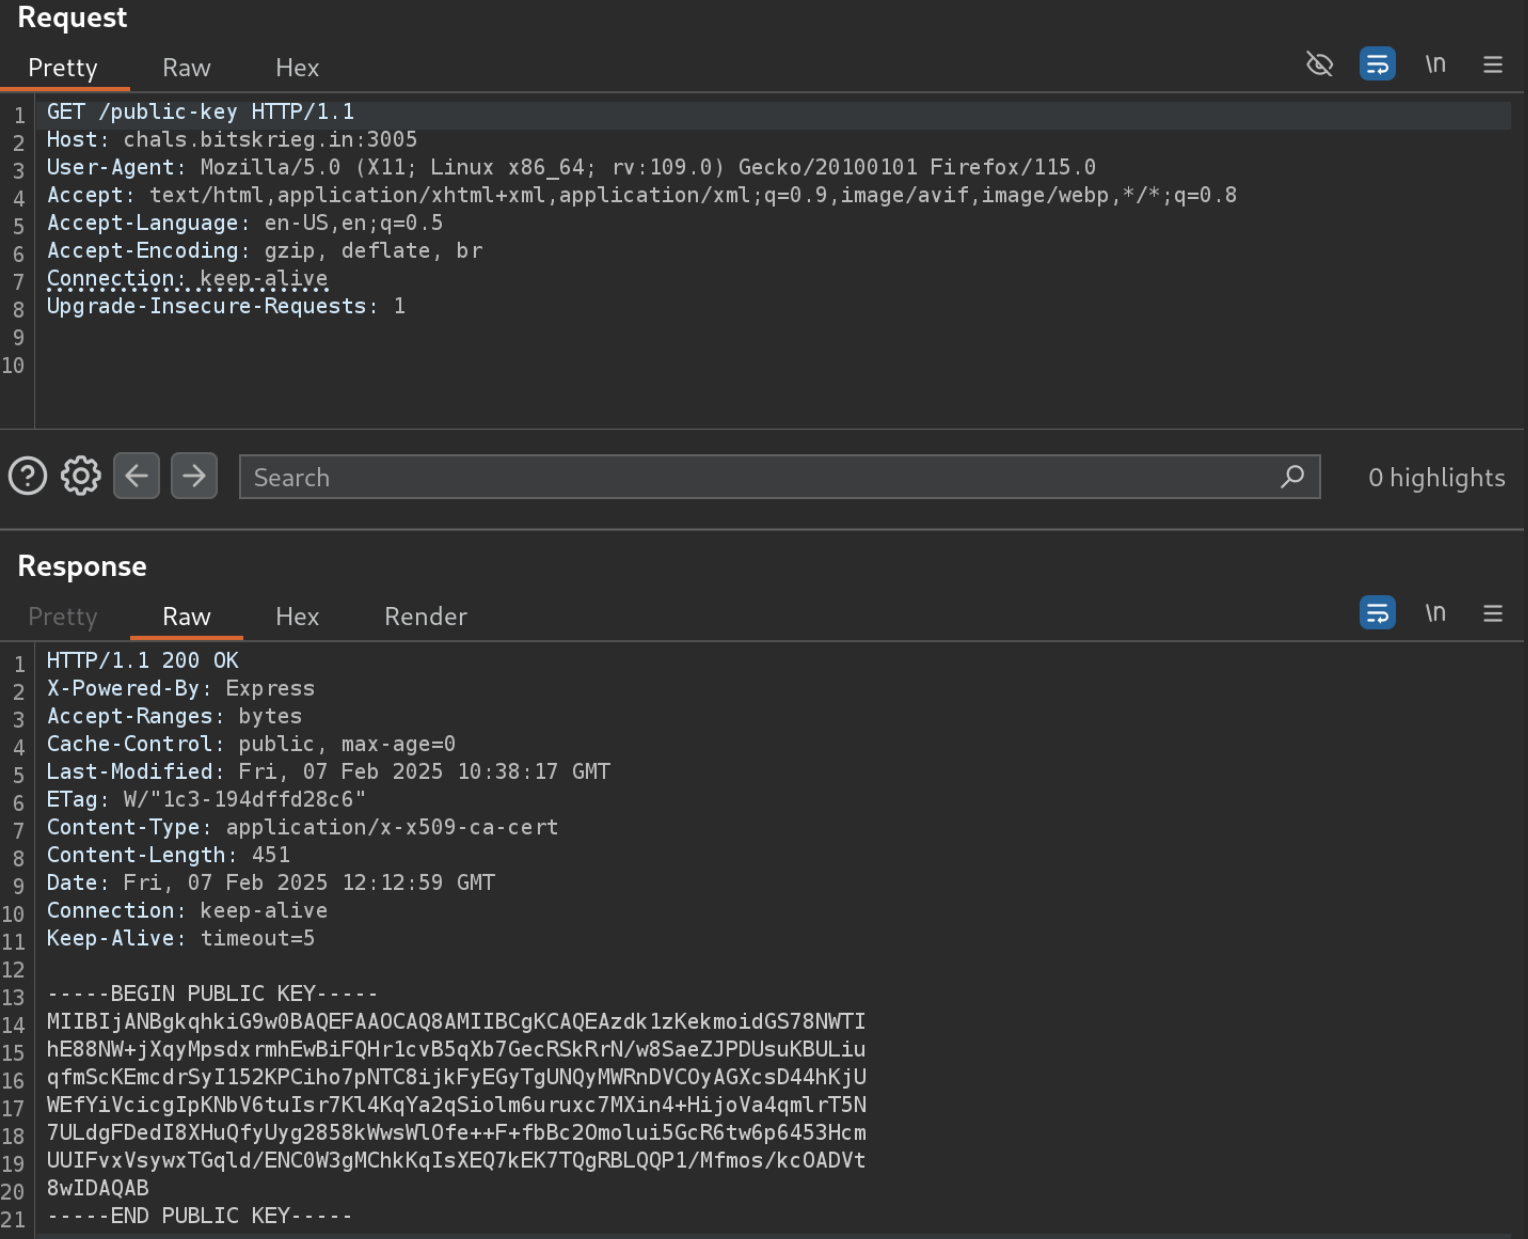 Request
Pretty Raw Hex \n
1 GET /public-key HTTP/1.1
2 Host: chals.bitskrieg.in:3005
3 User-Agent: Mozilla/5.0 (X11; Linux x86_64; rv:109.0) Gecko/20100101 Firefox/115.0
4 Accept: text/html,application/xhtml+xml,application/xml;q=0.9,image/avif,image/webp,*/*;q=0.8
5 Accept-Language: en-US,en;q=0.5
6 Accept-Encoding: gzip, deflate, br
7 Connection: keep-alive
8 Upgrade-Insecure-Requests: 1
9
10
Search 0 highlights
Response
Pretty Raw Hex Render \n
1 HTTP/1.1 200 OK
2 X-Powered-By: Express
3 Accept-Ranges: bytes
4 Cache-Control: public, max-age=0
5 Last-Modified: Fri, 07 Feb 2025 10:38:17 GMT
6 ETag: W/"1c3-194dffd28c6"
7 Content-Type: application/x-x509-ca-cert
8 Content-Length: 451
9 Date: Fri, 07 Feb 2025 12:12:59 GMT
10 Connection: keep-alive
11 Keep-Alive: timeout=5
12
13 -----BEGIN PUBLIC KEY-----
14 MIIBIjANBgkqhkiG9w0BAQEFAAOCAQ8AMIIBCgKCAQEAzdk1zKekmoidGS78NWTI
15 hE88NW+jXqyMpsdxrmhEwBiFQHr1cvB5qXb7GecRSkRrN/w8SaeZJPDUsuKBULiu
16 qfmScKEmcdrSyI152KPCiho7pNTC8ijkFyEGyTgUNQyMWRnDVCOyAGXcsD44hKjU
17 WEfYiVcicgIpKNbV6tuIsr7Kl4KqYa2qSiolm6uruxc7MXin4+HijoVa4qmlrT5N
18 7ULdgFDedI8XHuQfyUyg2858kWwsWlOfe++F+fbBc2Omolui5GcR6tw6p6453Hcm
19 UUIFvxVsywxTGqld/ENC0W3gMChkKqIsXEQ7kEK7TQgRBLQQP1/Mfmos/kcOADVt
20 8wIDAQAB
21 -----END PUBLIC KEY-----